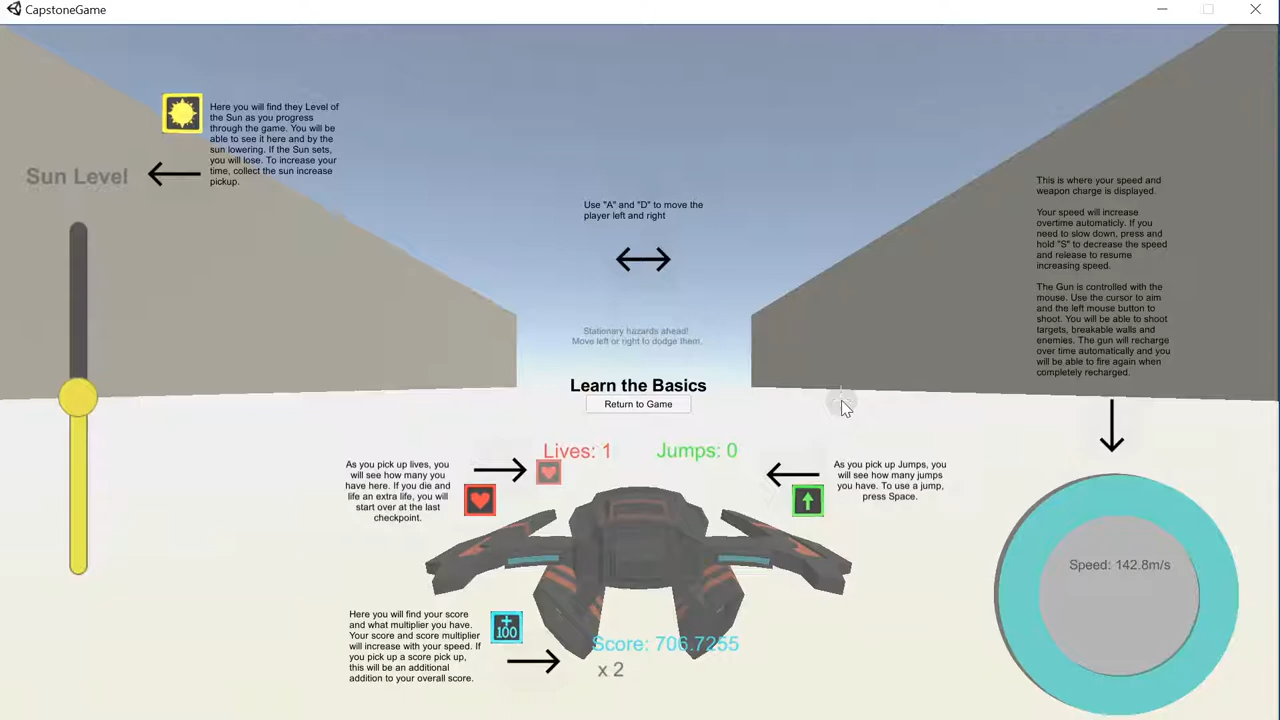 CapstoneGame
Here you will find they Level of
the Sun as you progress
through the game. You will be
able to see it here and by the
sun lowering. If the Sun sets,
you will lose. To increase your
time, collect the sun increase
pickup.
Sun Level
Use "A" and "D" to move the
player left and right
This is where your speed and
weapon charge is displayed.
Your speed will increase
overtime automaticly. If you
need to slow down, press and
hold "S" to decrease the speed
and release to resume
increasing speed.
The Gun is controlled with the
mouse. Use the cursor to aim
and the left mouse button to
shoot. You will be able to shoot
targets, breakable walls and
enemies. The gun will recharge
over time automatically and you
will be able to fire again when
completely recharged.
Stationary hazards ahead!
Move left or right to dodge them.
Learn the Basics
Return to Game
Lives: 1
Jumps: 0
As you pick up lives, you
will see how many you
have here. If you die and
life an extra life, you will
start over at the last
checkpoint.
As you pick up Jumps, you
will see how many jumps
you have. To use a jump,
press Space.
Speed: 142.8m/s
Here you will find your score
and what multiplier you have.
Your score and score multiplier
will increase with your speed. If
you pick up a score pick up,
this will be an additional
addition to your overall score.
+
100
Score: 706.7255
x 2